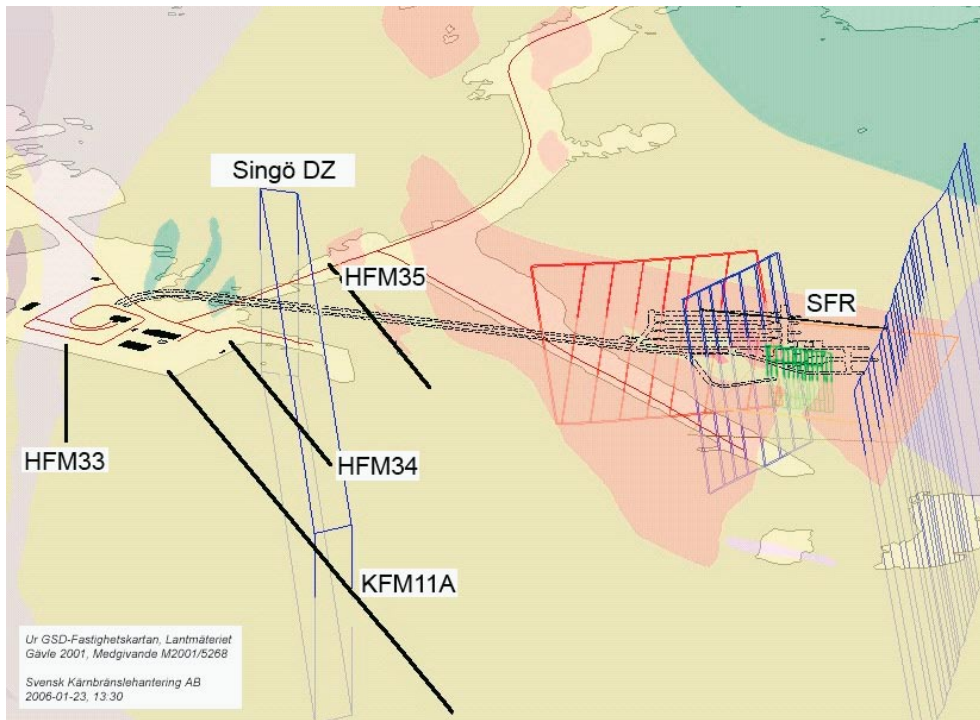 Singö DZ
HFM35
SFR
HFM33
HFM34
KFM11A
Ur GSD-Fastighetskartan, Lantmäteriet
Gävle 2001, Medgivande M2001/5268
Svensk Kärnbränslehantering AB
2006-01-23, 13:30